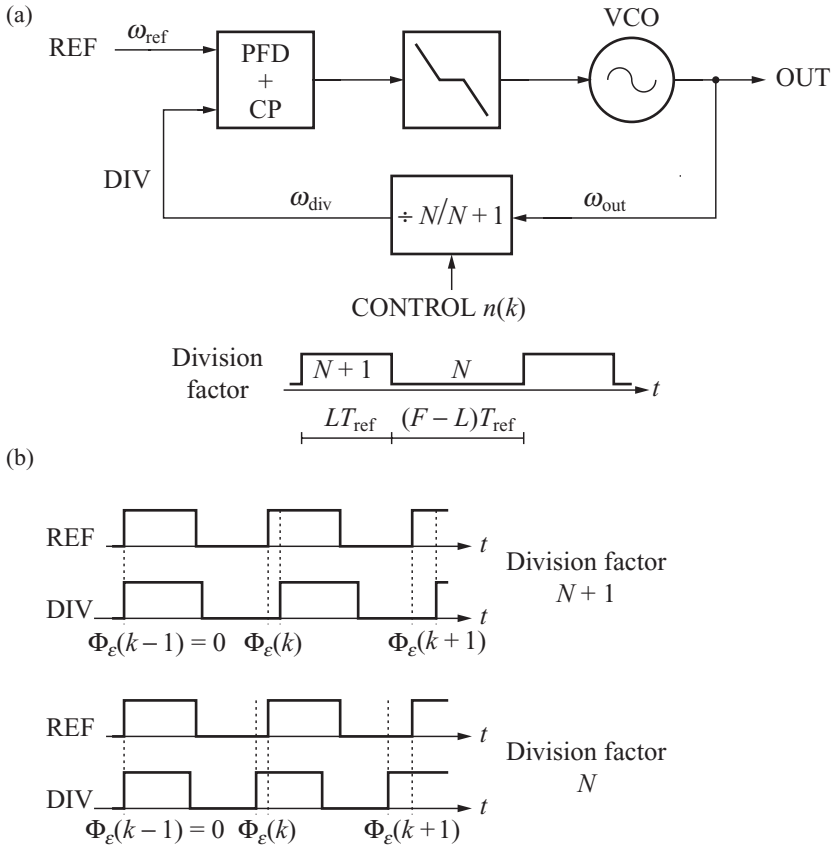 (a)
VCO
REF
ω_ref
PFD
+
CP
OUT
DIV
ω_div
÷ N/N + 1
ω_out
CONTROL n(k)
Division
factor
N + 1
N
t
LT_ref
(F − L)T_ref
(b)
REF
t
Division factor
N + 1
DIV
t
Φ_ε(k − 1) = 0
Φ_ε(k)
Φ_ε(k + 1)
REF
t
Division factor
N
DIV
t
Φ_ε(k − 1) = 0
Φ_ε(k)
Φ_ε(k + 1)